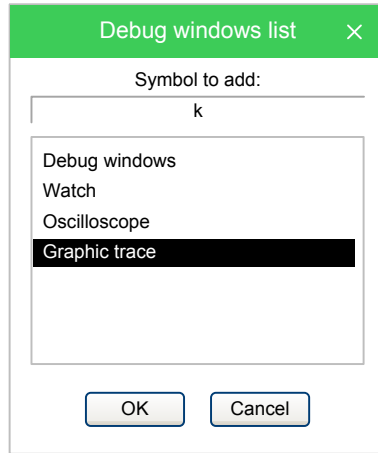 Debug windows list
Symbol to add:
k
Debug windows
Watch
Oscilloscope
Graphic trace
OK Cancel